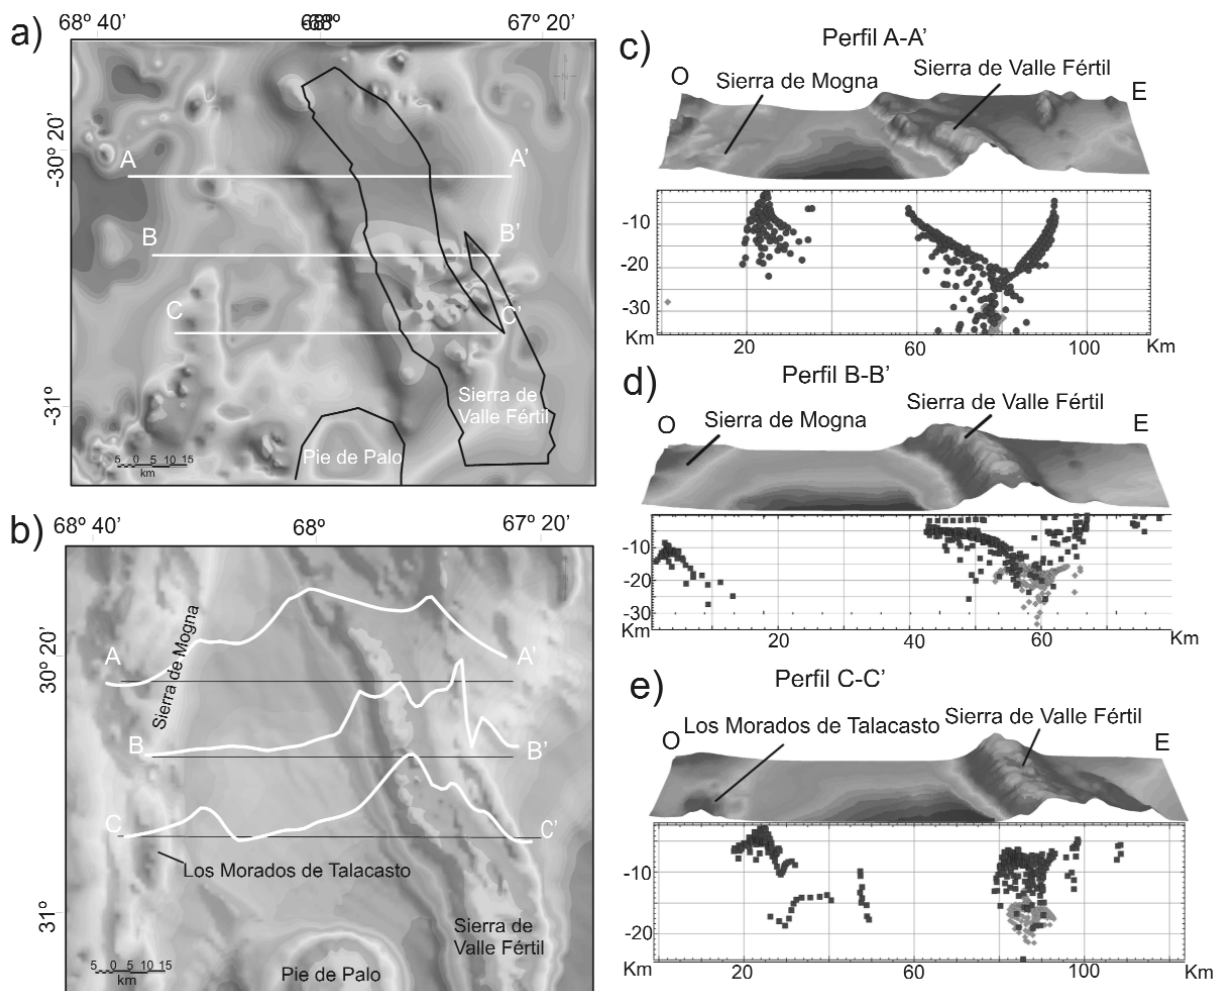 a)
68º 40’
-68º
68º
67º 20’
N
-30º 20’
A
A’
B
B’
C
C’
-31º
Sierra de
Valle Fértil
Pie de Palo
5 0 5 10 15
km
b)
68º 40’
68º
67º 20’
30º 20’
Sierra de Mogna
A
A’
B
B’
C
C’
Los Morados de Talacasto
31º
Sierra de
Valle Fértil
Pie de Palo
5 0 5 10 15
km
c)
Perfil A-A’
O
Sierra de Mogna
Sierra de Valle Fértil
E
-10
-20
-30
Km
20
60
100
Km
d)
Perfil B-B’
O
Sierra de Mogna
Sierra de Valle Fértil
E
-10
-20
-30
Km
20
40
60
Km
e)
Perfil C-C’
O
Los Morados de Talacasto
Sierra de Valle Fértil
E
-10
-20
Km
20
60
100
Km